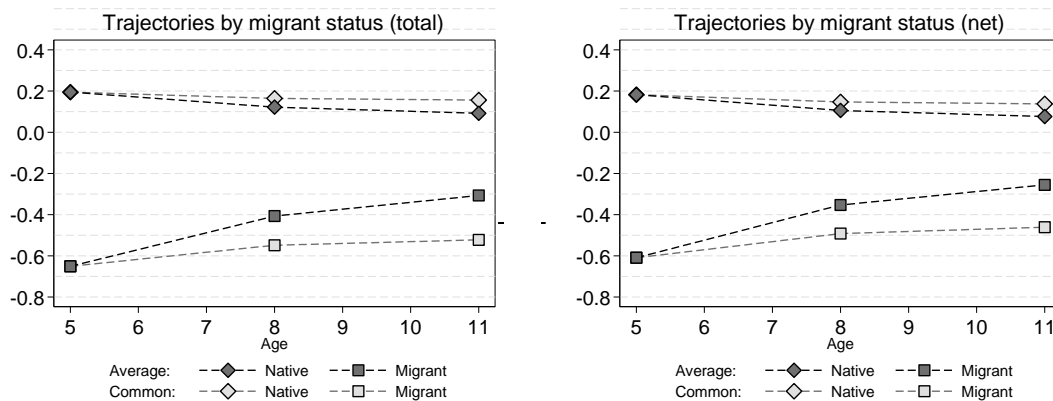 Trajectories by migrant status (total)
0.4
0.2
0.0
-0.2
-0.4
-0.6
-0.8
5 6 7 8 9 10 11
Age
Average: Native Migrant
Common: Native Migrant
Trajectories by migrant status (net)
0.4
0.2
0.0
-0.2
-0.4
-0.6
-0.8
5 6 7 8 9 10 11
Age
Average: Native Migrant
Common: Native Migrant